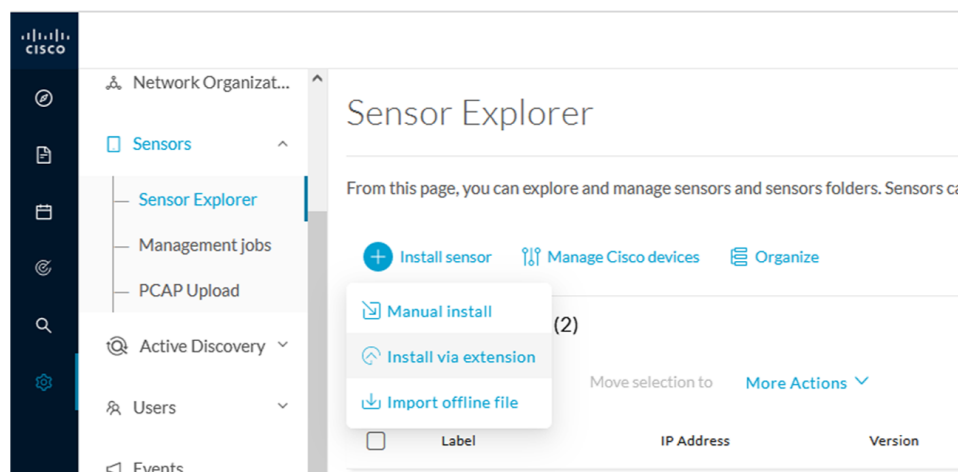 CISCO
Network Organizat...
Sensors
Sensor Explorer
Management jobs
PCAP Upload
Active Discovery
Users
Events
Sensor Explorer
From this page, you can explore and manage sensors and sensors folders. Sensors ca
Install sensor
Manage Cisco devices
Organize
Manual install
Install via extension
Import offline file
(2)
Move selection to
More Actions
Label
IP Address
Version